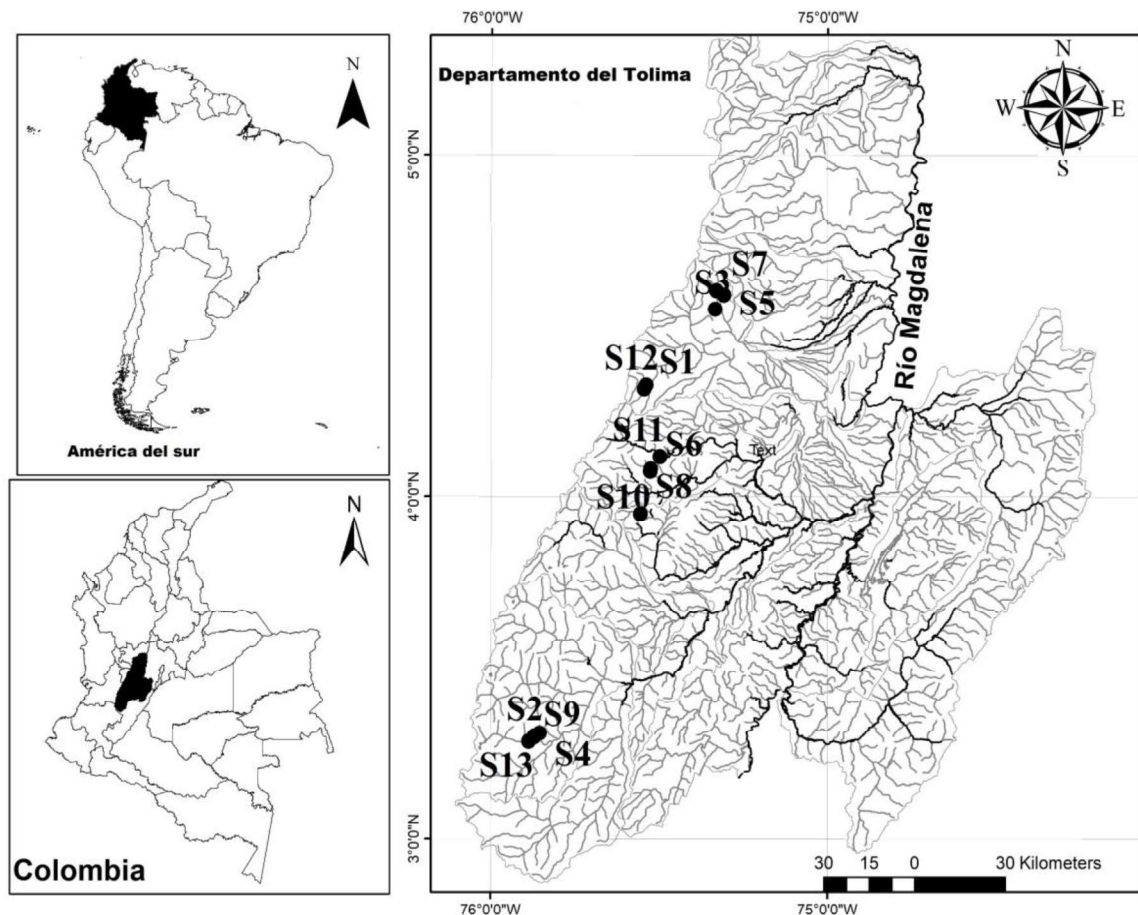 76°0'0"W
75°0'0"W
N
América del sur
N
Colombia
Departamento del Tolima
N
W
E
S
5°0'0"N
4°0'0"N
3°0'0"N
Río Magdalena
S7
S3
S5
S12 S1
S11
S6
Text
S8
S10
S2
S9
S13
S4
30 15 0 30 Kilometers
76°0'0"W
75°0'0"W